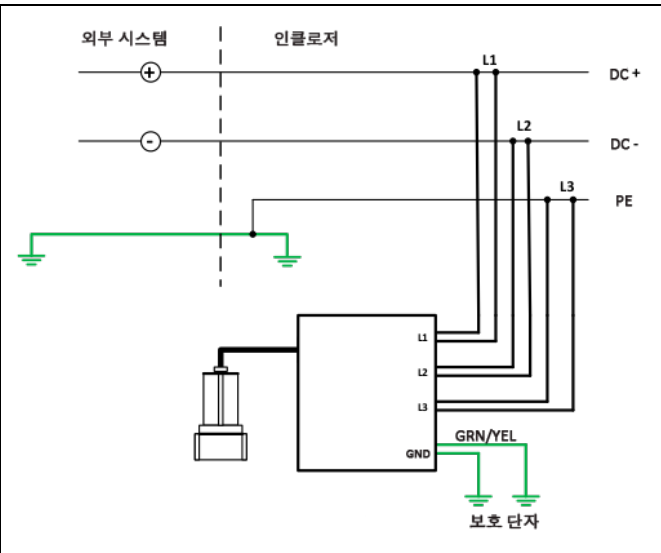 외부 시스템
인클로저
L1
+
DC +
L2
-
DC -
L3
PE
L1
L2
L3
GRN/YEL
GND
보호 단자